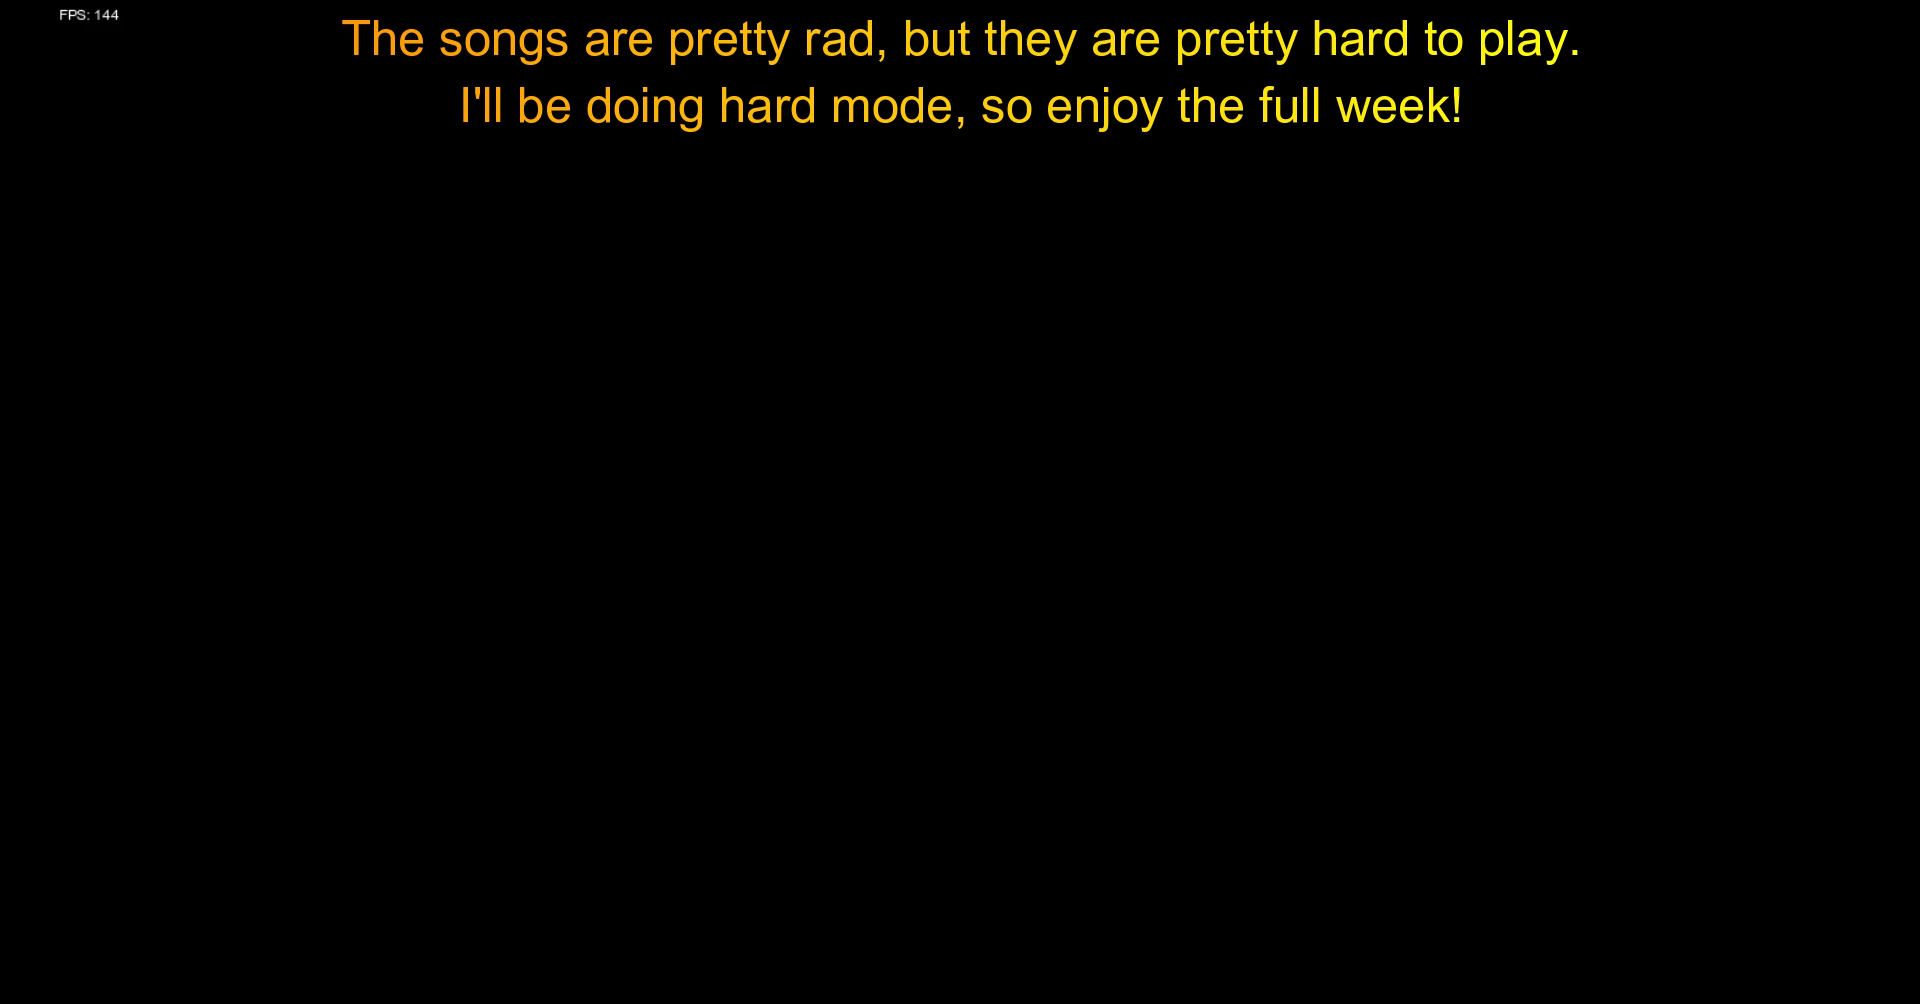 FPS: 144
The songs are pretty rad, but they are pretty hard to play.
I'll be doing hard mode, so enjoy the full week!